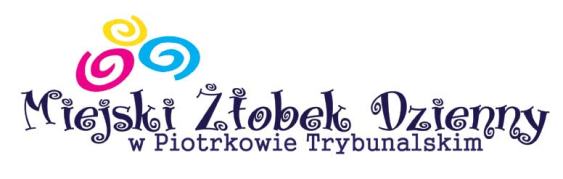 Miejski Żłobek Dzienny
w Piotrkowie Trybunalskim